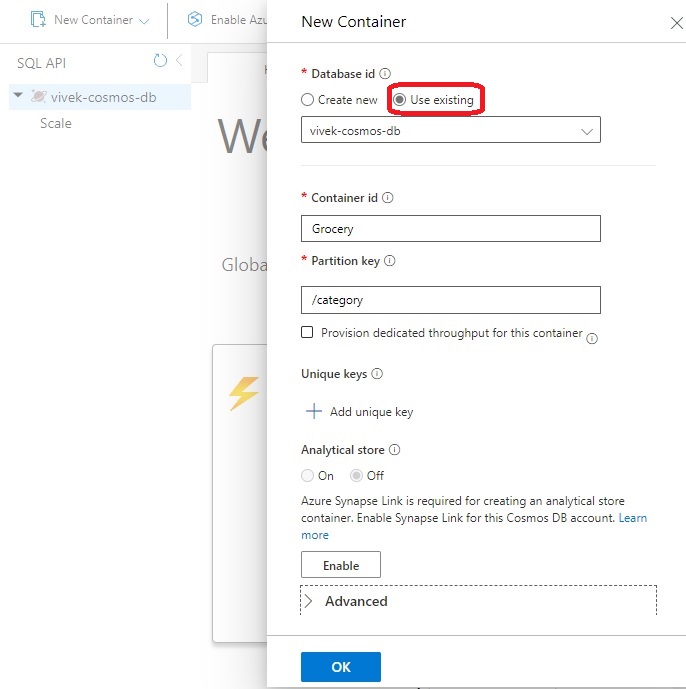 New Container
Enable Azu
SQL API
vivek-cosmos-db
Scale
We
Globa
New Container
* Database id
Create new
Use existing
vivek-cosmos-db
* Container id
Grocery
* Partition key
/category
Provision dedicated throughput for this container
Unique keys
Add unique key
Analytical store
On
Off
Azure Synapse Link is required for creating an analytical store
container. Enable Synapse Link for this Cosmos DB account. Learn
more
Enable
Advanced
OK